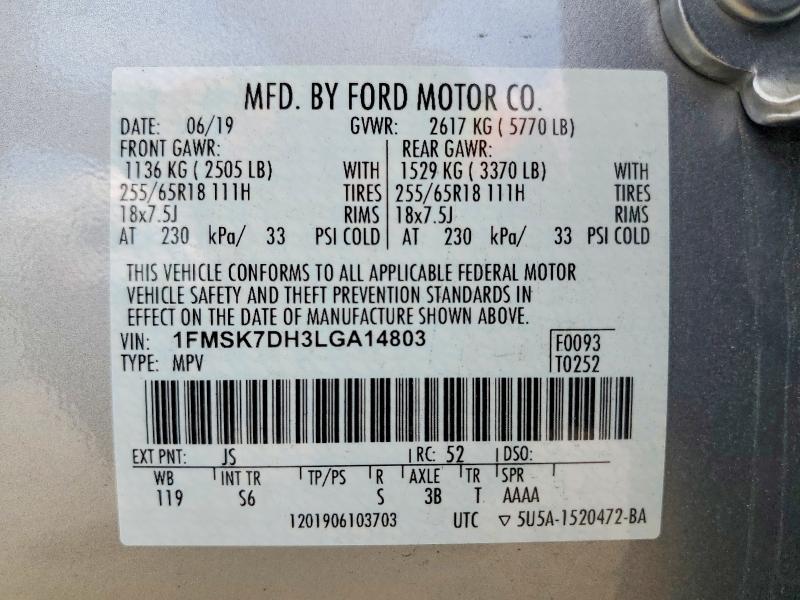 MFD. BY FORD MOTOR CO.
DATE: 06/19 GVWR: 2617 KG ( 5770 LB)
FRONT GAWR: REAR GAWR:
1136 KG ( 2505 LB) WITH 1529 KG ( 3370 LB) WITH
255/65R18 111H TIRES 255/65R18 111H TIRES
18x7.5J RIMS 18x7.5J RIMS
AT 230 kPa/ 33 PSI COLD AT 230 kPa/ 33 PSI COLD
THIS VEHICLE CONFORMS TO ALL APPLICABLE FEDERAL MOTOR
VEHICLE SAFETY AND THEFT PREVENTION STANDARDS IN
EFFECT ON THE DATE OF MANUFACTURE SHOWN ABOVE.
VIN: 1FMSK7DH3LGA14803 F0093
TYPE: MPV T0252
EXT PNT: JS RC: 52 DSO:
WB INT TR TP/PS R AXLE TR SPR
119 S6 S 3B T AAAA
1201906103703 UTC ▽ 5U5A-1520472-BA